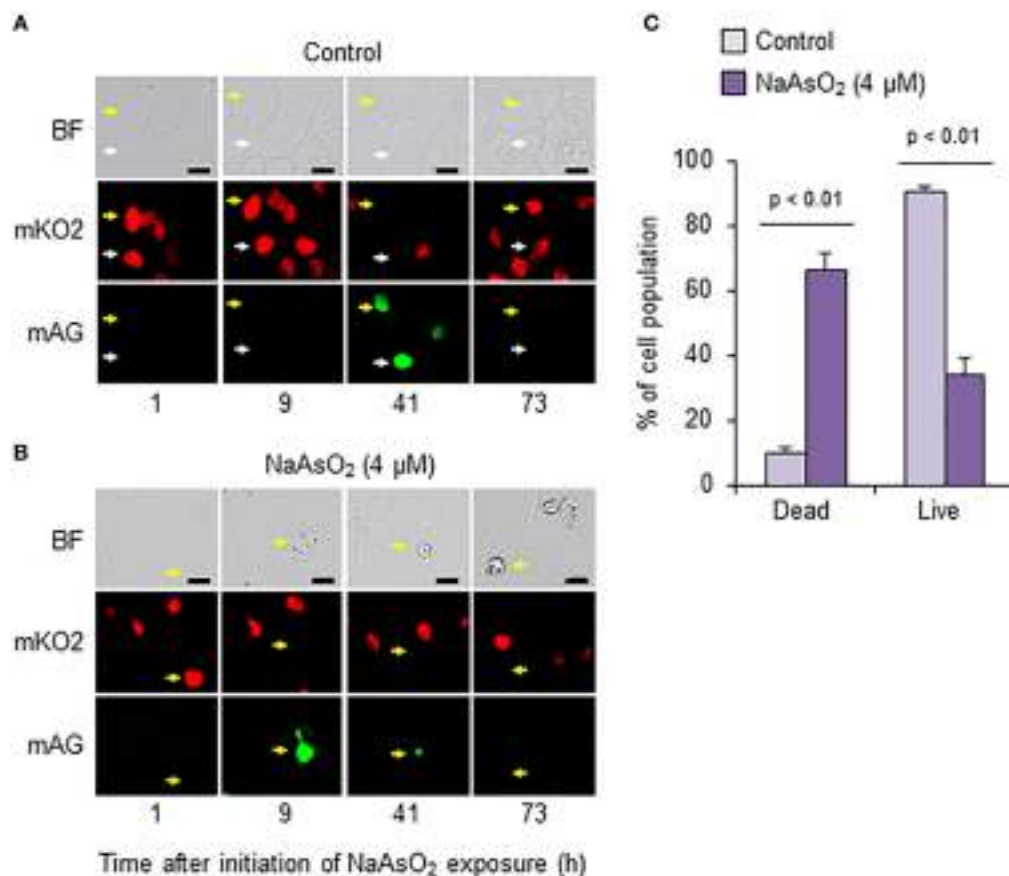 A
Control
BF
mKO2
mAG
1 9 41 73
B
NaAsO₂ (4 µM)
BF
mKO2
mAG
1 9 41 73
Time after initiation of NaAsO₂ exposure (h)
C
Control
NaAsO₂ (4 µM)
p < 0.01
p < 0.01
% of cell population
100
80
60
40
20
0
Dead Live